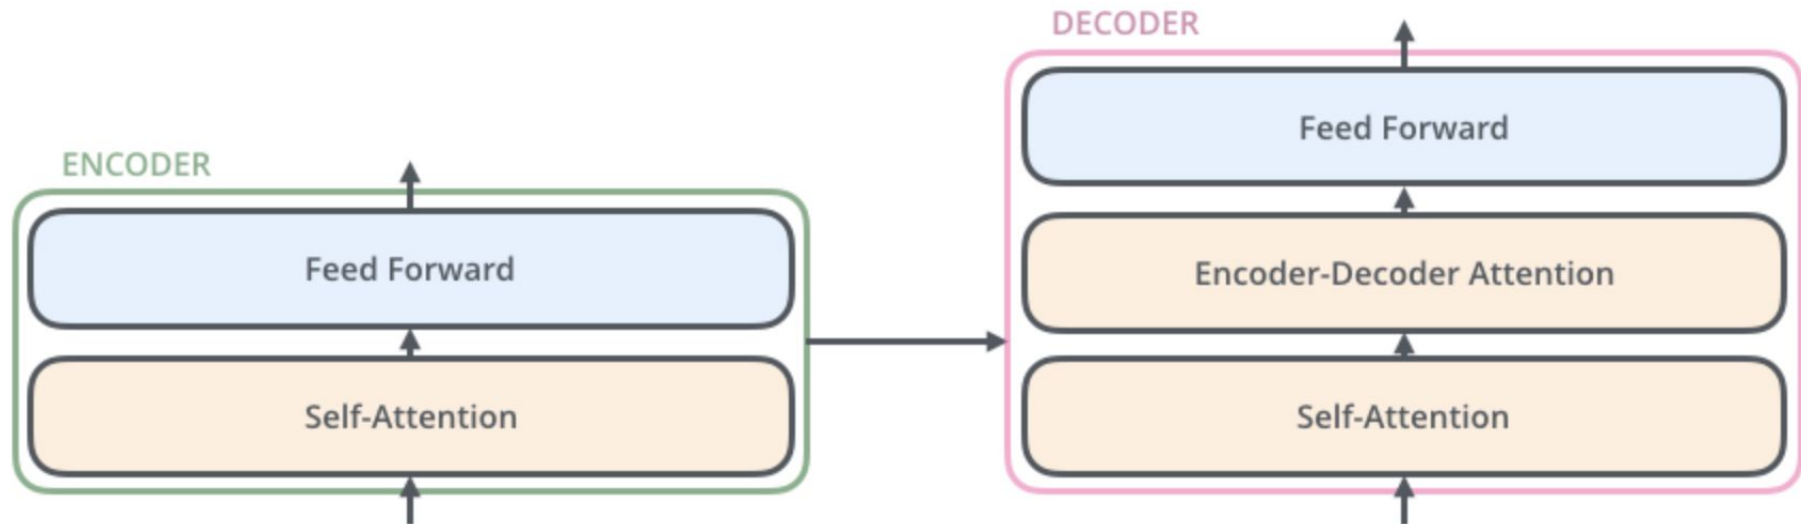 ENCODER
Feed Forward
Self-Attention
DECODER
Feed Forward
Encoder-Decoder Attention
Self-Attention